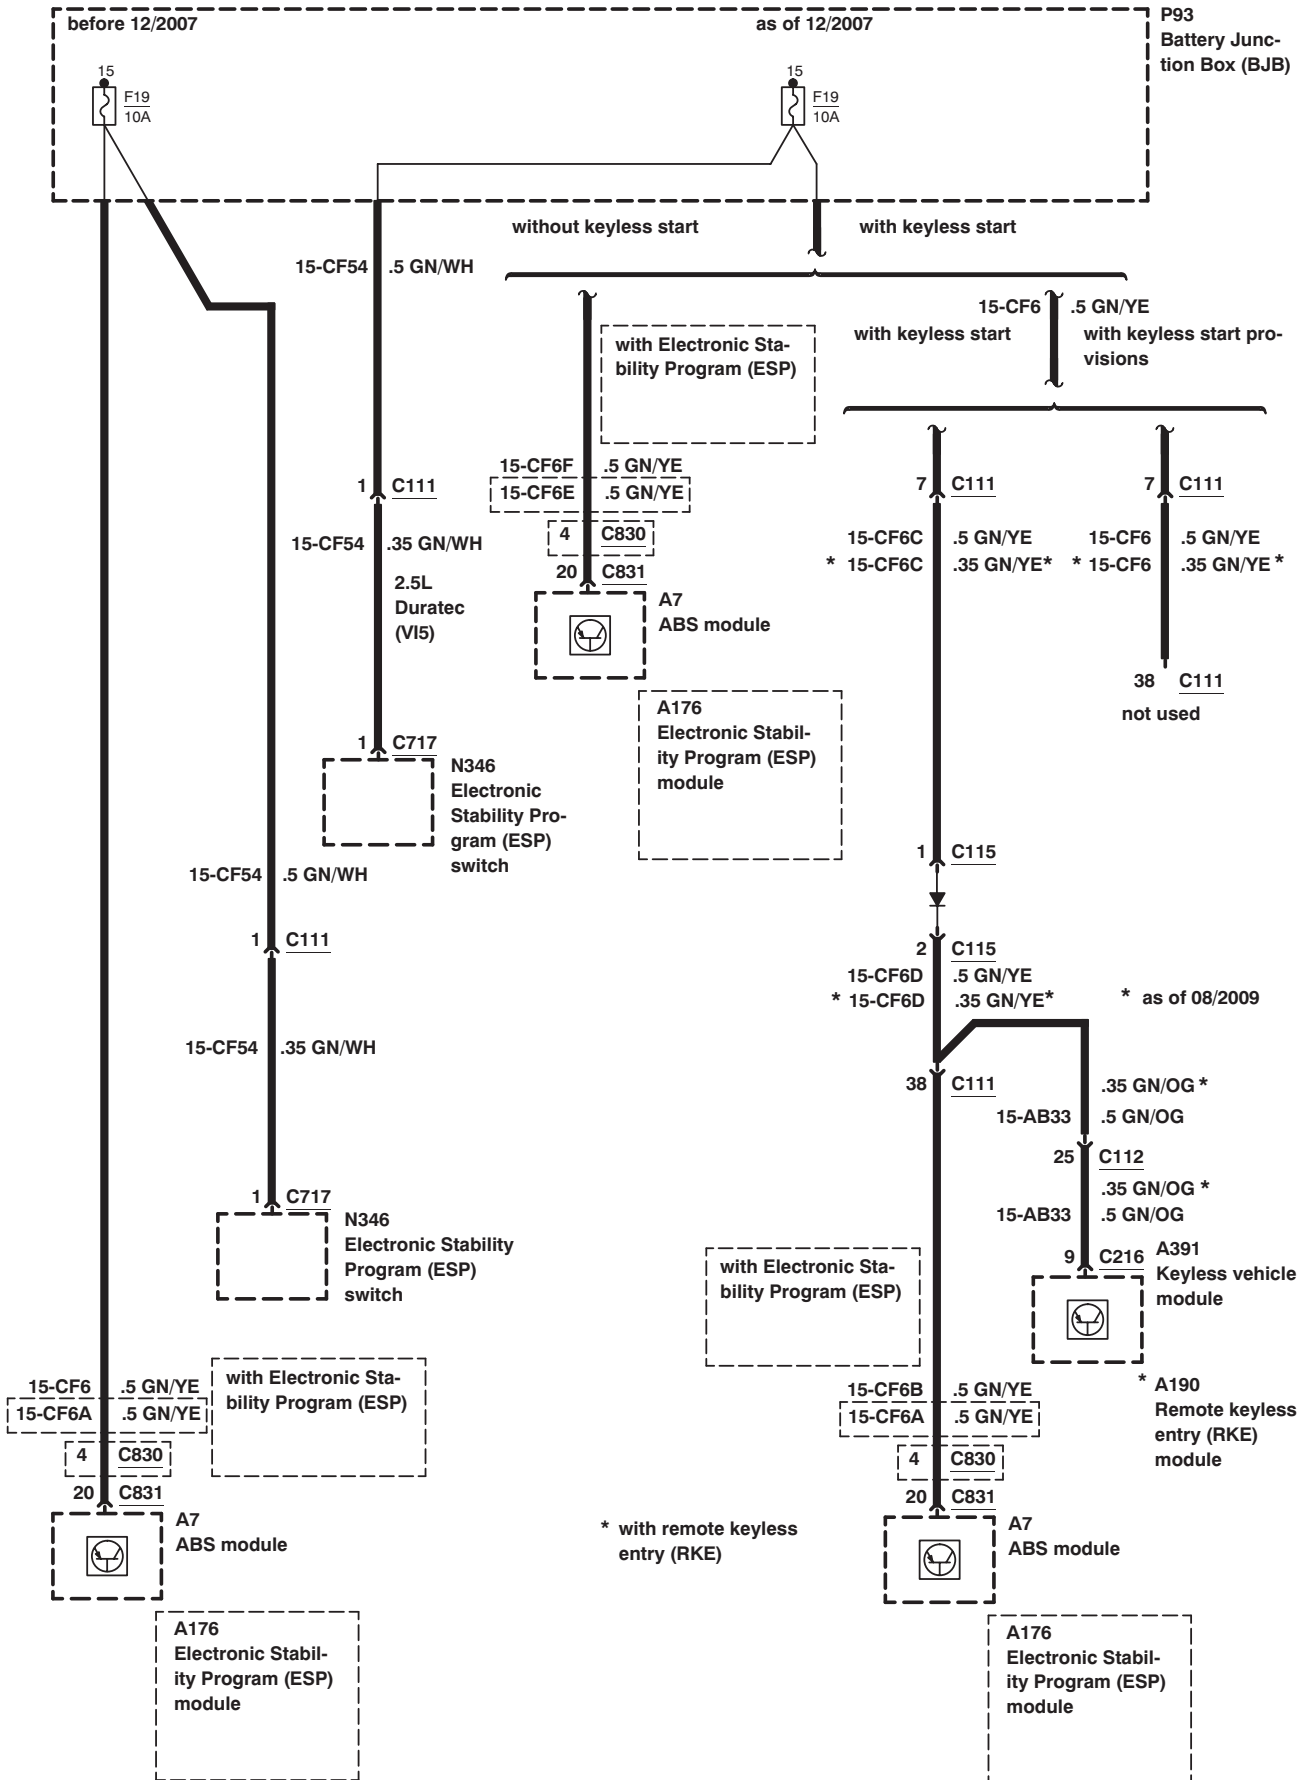 before 12/2007
as of 12/2007
P93
Battery Junc-
tion Box (BJB)
15
F19
10A
15
F19
10A
without keyless start
with keyless start
15-CF54 .5 GN/WH
15-CF6 .5 GN/YE
with keyless start
with keyless start pro-
visions
with Electronic Sta-
bility Program (ESP)
15-CF6F .5 GN/YE
15-CF6E .5 GN/YE
1 C111
7 C111
7 C111
4 C830
20 C831
15-CF54 .35 GN/WH
15-CF6C .5 GN/YE
* 15-CF6C .35 GN/YE*
15-CF6 .5 GN/YE
* 15-CF6 .35 GN/YE*
2.5L
Duratec
(VI5)
A7
ABS module
38 C111
not used
A176
Electronic Stabil-
ity Program (ESP)
module
1 C717
N346
Electronic
Stability Pro-
gram (ESP)
switch
1 C115
15-CF54 .5 GN/WH
1 C111
2 C115
15-CF6D .5 GN/YE
* 15-CF6D .35 GN/YE*
* as of 08/2009
15-CF54 .35 GN/WH
38 C111
.35 GN/OG *
15-AB33 .5 GN/OG
25 C112
.35 GN/OG *
15-AB33 .5 GN/OG
1 C717
N346
Electronic Stability
Program (ESP)
switch
9 C216
A391
Keyless vehicle
module
with Electronic Sta-
bility Program (ESP)
* A190
Remote keyless
entry (RKE)
module
15-CF6 .5 GN/YE
15-CF6A .5 GN/YE
with Electronic Sta-
bility Program (ESP)
15-CF6B .5 GN/YE
15-CF6A .5 GN/YE
4 C830
20 C831
4 C830
20 C831
A7
ABS module
* with remote keyless
entry (RKE)
A7
ABS module
A176
Electronic Stabil-
ity Program (ESP)
module
A176
Electronic Stabil-
ity Program (ESP)
module